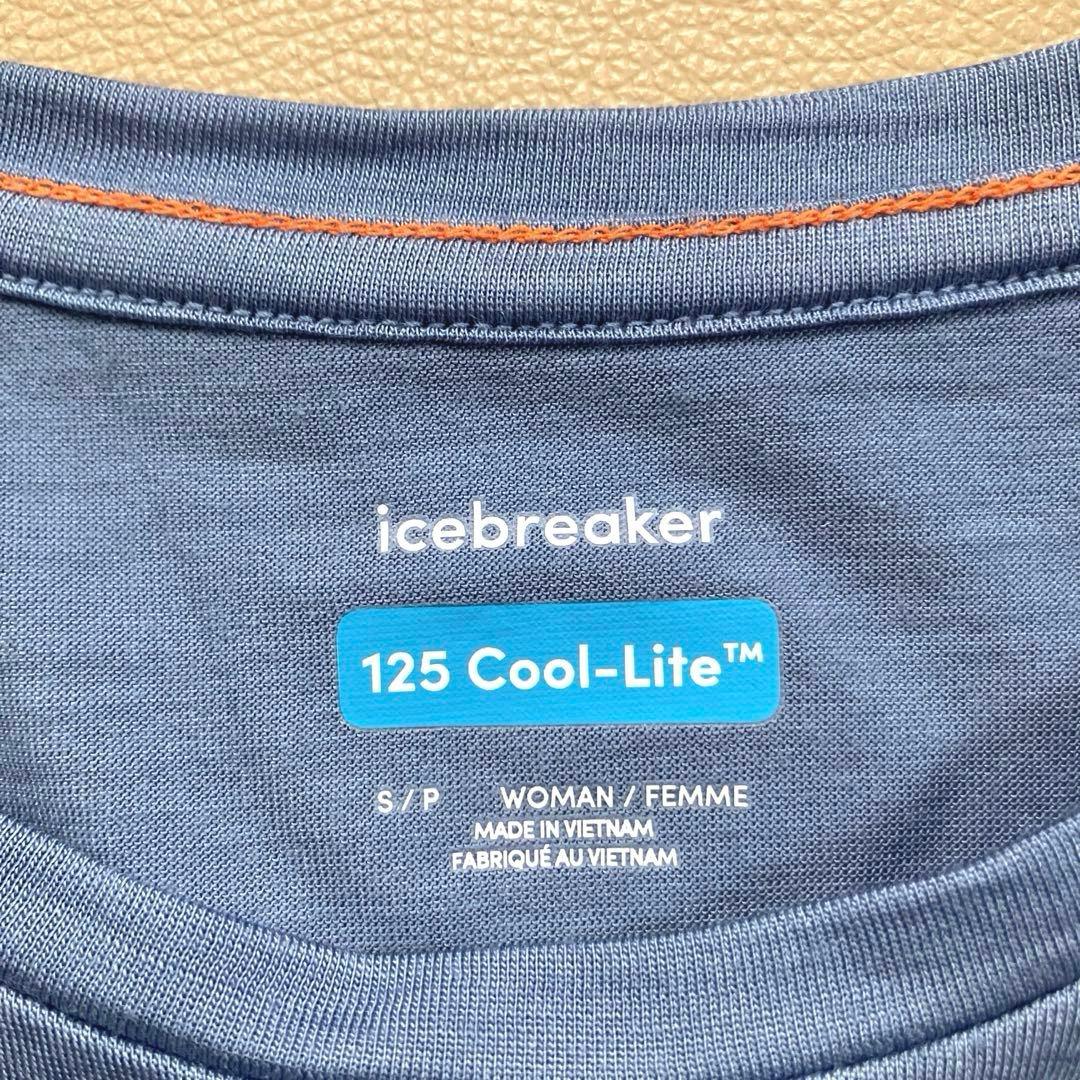 icebreaker
125 Cool-Lite™
S / P WOMAN / FEMME
MADE IN VIETNAM
FABRIQUÉ AU VIETNAM